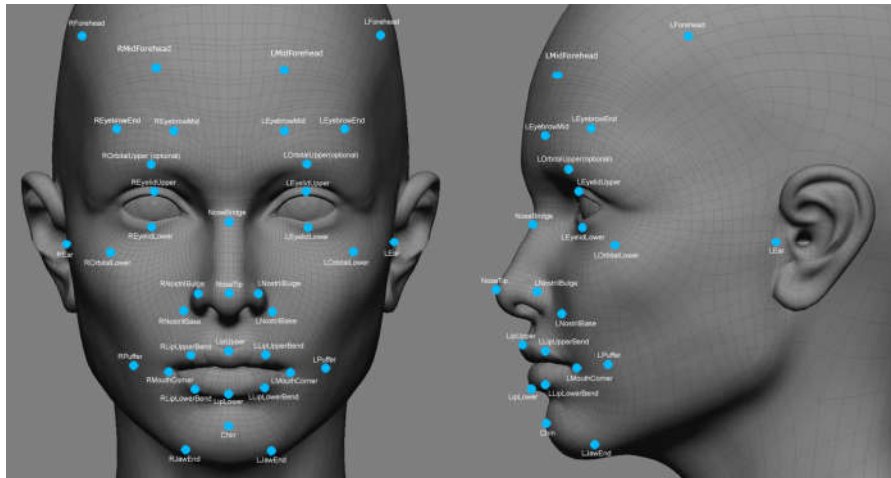 RForehead
LForehead
RMidForehead
LMidForehead
REyebrowEnd
REyebrowMid
LEyebrowMid
LEyebrowEnd
ROrbitalUpper (optional)
LOrbitalUpper(optional)
REyelidUpper
LEyelidUpper
NoseBridge
REyelidLower
LEyelidLower
REar
ROrbitalLower
LOrbitalLower
LEar
RNostrilBulge
NoseTip
LNostrilBulge
RNostrilBase
LNostrilBase
LipUpper
RLipUpperBend
LLipUpperBend
RPuffer
LPuffer
RMouthCorner
LMouthCorner
RLipLowerBend
LipLower
LLipLowerBend
Chin
RJawEnd
LJawEnd
LForehead
LMidForehead
LEyebrowMid
LEyebrowEnd
LOrbitalUpper(optional)
LEyelidUpper
NoseBridge
LEyelidLower
LOrbitalLower
LEar
NoseTip
LNostrilBulge
LNostrilBase
LipUpper
LLipUpperBend
LPuffer
LMouthCorner
LipLower
LLipLowerBend
Chin
LJawEnd